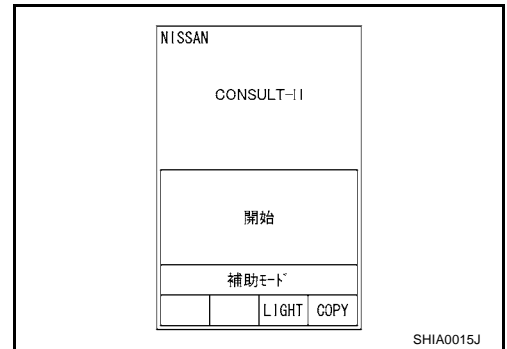 NISSAN
CONSULT-II
開始
補助ﾓｰﾄﾞ
LIGHT COPY
SHIA0015J